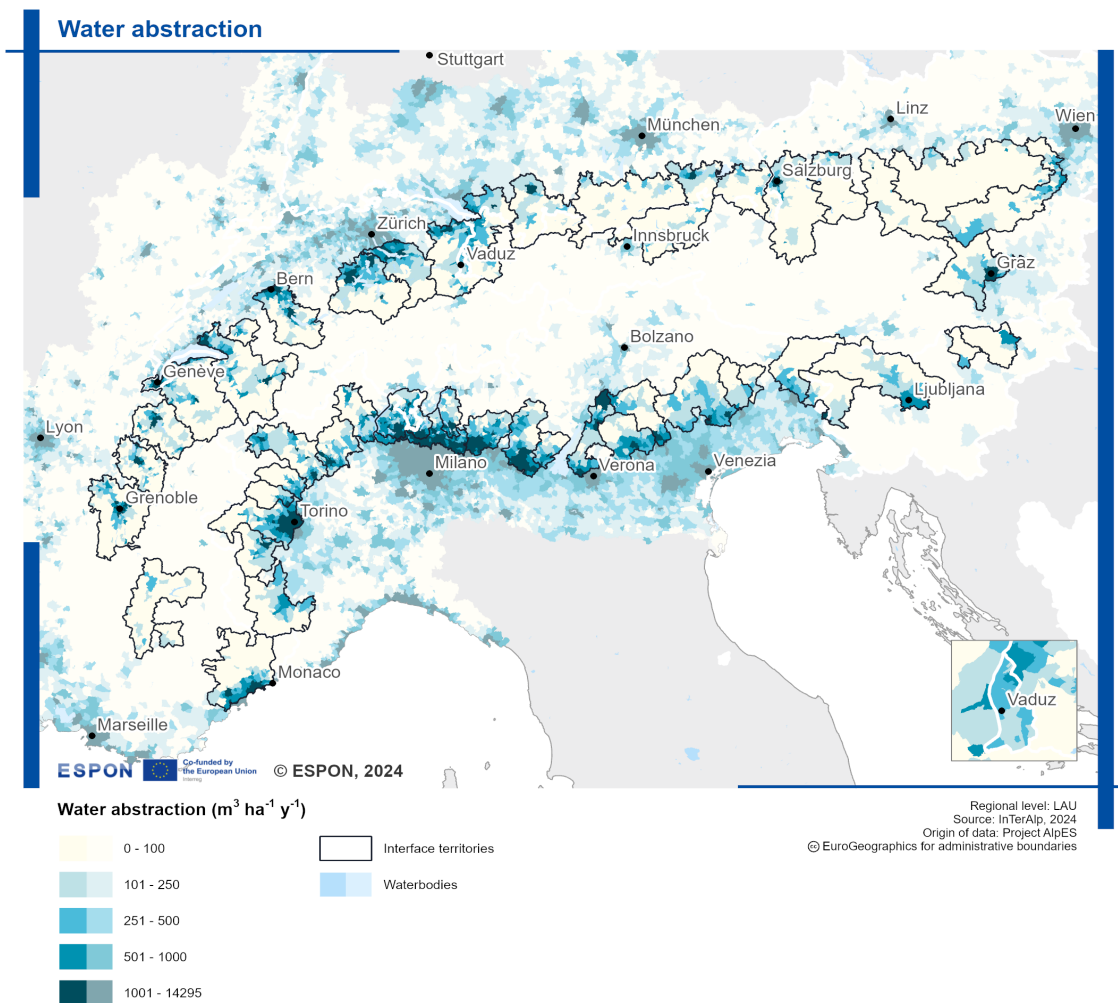 Water abstraction
Stuttgart
Linz
Wien
München
Salzburg
Zürich
Innsbruck
Vaduz
Graz
Bern
Bolzano
Genève
Ljubljana
Lyon
Milano
Verona
Venezia
Grenoble
Torino
Monaco
Vaduz
Marseille
ESPON
Co-funded by
the European Union
Interreg
© ESPON, 2024
Water abstraction (m³ ha⁻¹ y⁻¹)
0 - 100
101 - 250
251 - 500
501 - 1000
1001 - 14295
Interface territories
Waterbodies
Regional level: LAU
Source: InTerAlp, 2024
Origin of data: Project AlpES
cc EuroGeographics for administrative boundaries